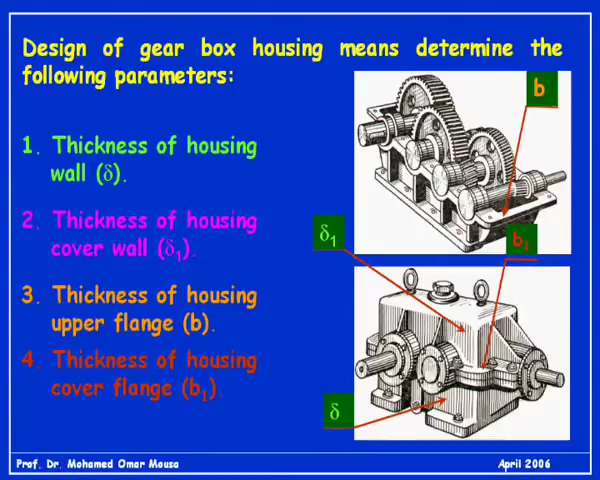 Design of gear box housing means determine the
following parameters:
b
1. Thickness of housing
wall (δ).
2. Thickness of housing
cover wall (δ1).
δ1
b1
3. Thickness of housing
upper flange (b).
4. Thickness of housing
cover flange (b1).
δ
Prof. Dr. Mohamed Omar Mousa
April 2006